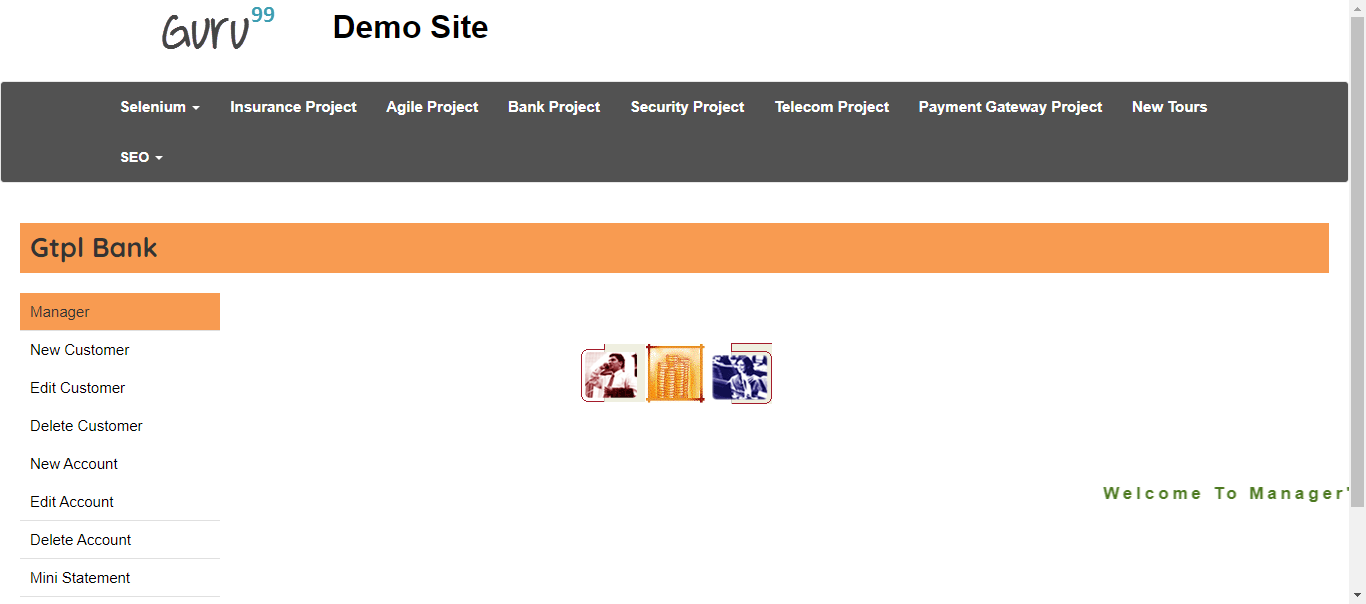 Guru99 Demo Site
Selenium Insurance Project Agile Project Bank Project Security Project Telecom Project Payment Gateway Project New Tours
SEO
Gtpl Bank
Manager
New Customer
Edit Customer
Delete Customer
New Account
Edit Account
Delete Account
Mini Statement
Welcome To Manager'